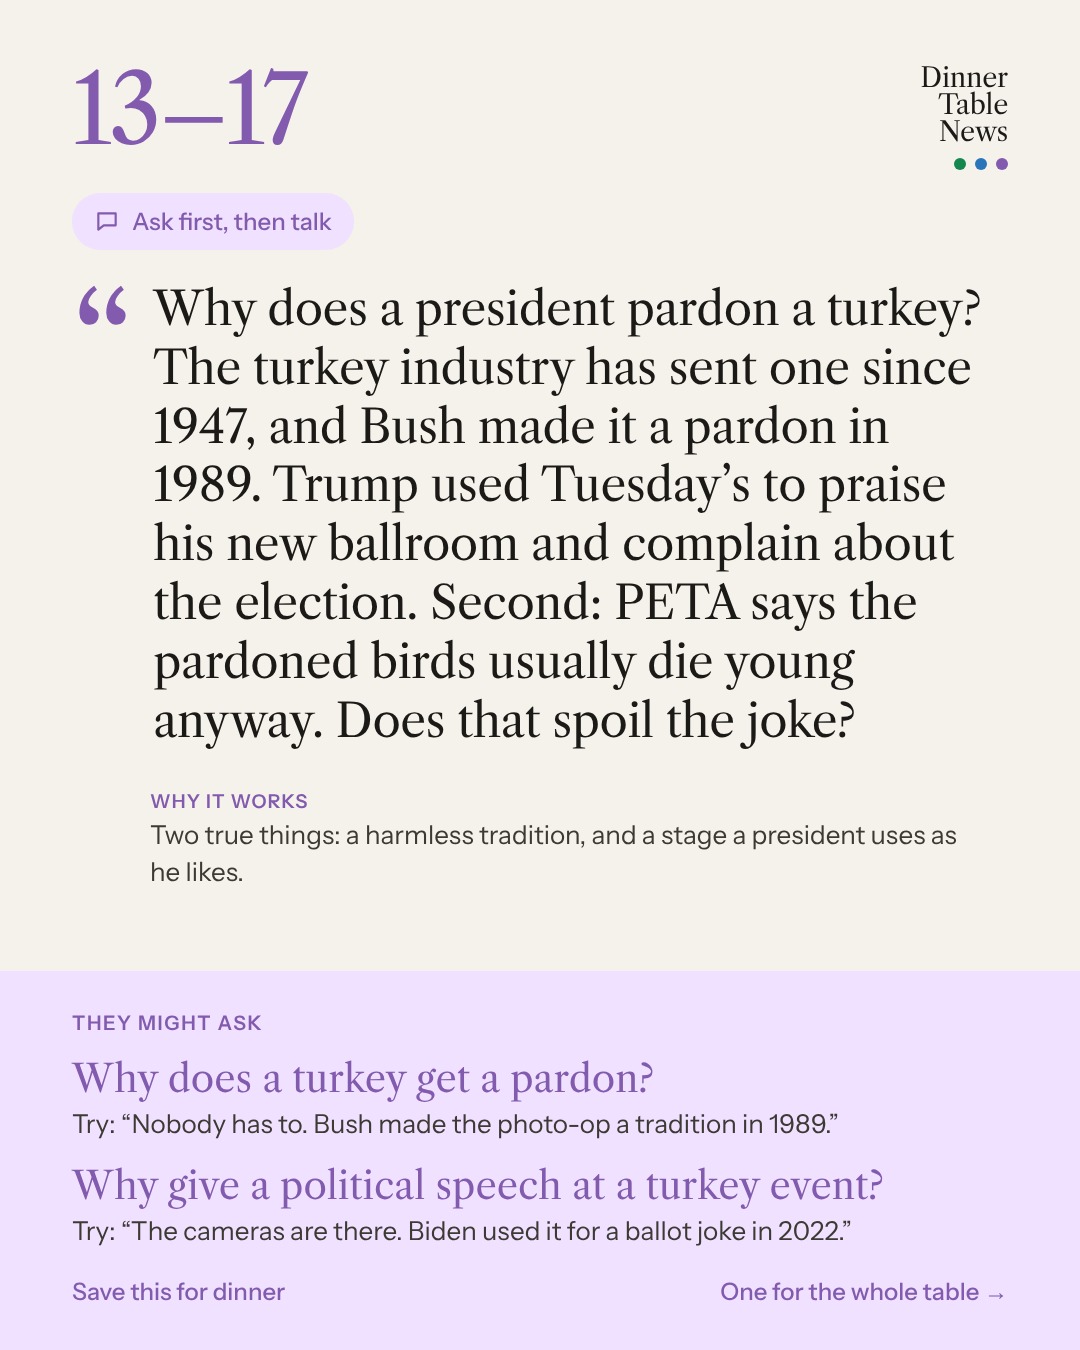 13–17
Dinner
Table
News
Ask first, then talk
“ Why does a president pardon a turkey?
The turkey industry has sent one since
1947, and Bush made it a pardon in
1989. Trump used Tuesday’s to praise
his new ballroom and complain about
the election. Second: PETA says the
pardoned birds usually die young
anyway. Does that spoil the joke?
WHY IT WORKS
Two true things: a harmless tradition, and a stage a president uses as
he likes.
THEY MIGHT ASK
Why does a turkey get a pardon?
Try: “Nobody has to. Bush made the photo-op a tradition in 1989.”
Why give a political speech at a turkey event?
Try: “The cameras are there. Biden used it for a ballot joke in 2022.”
Save this for dinner
One for the whole table →